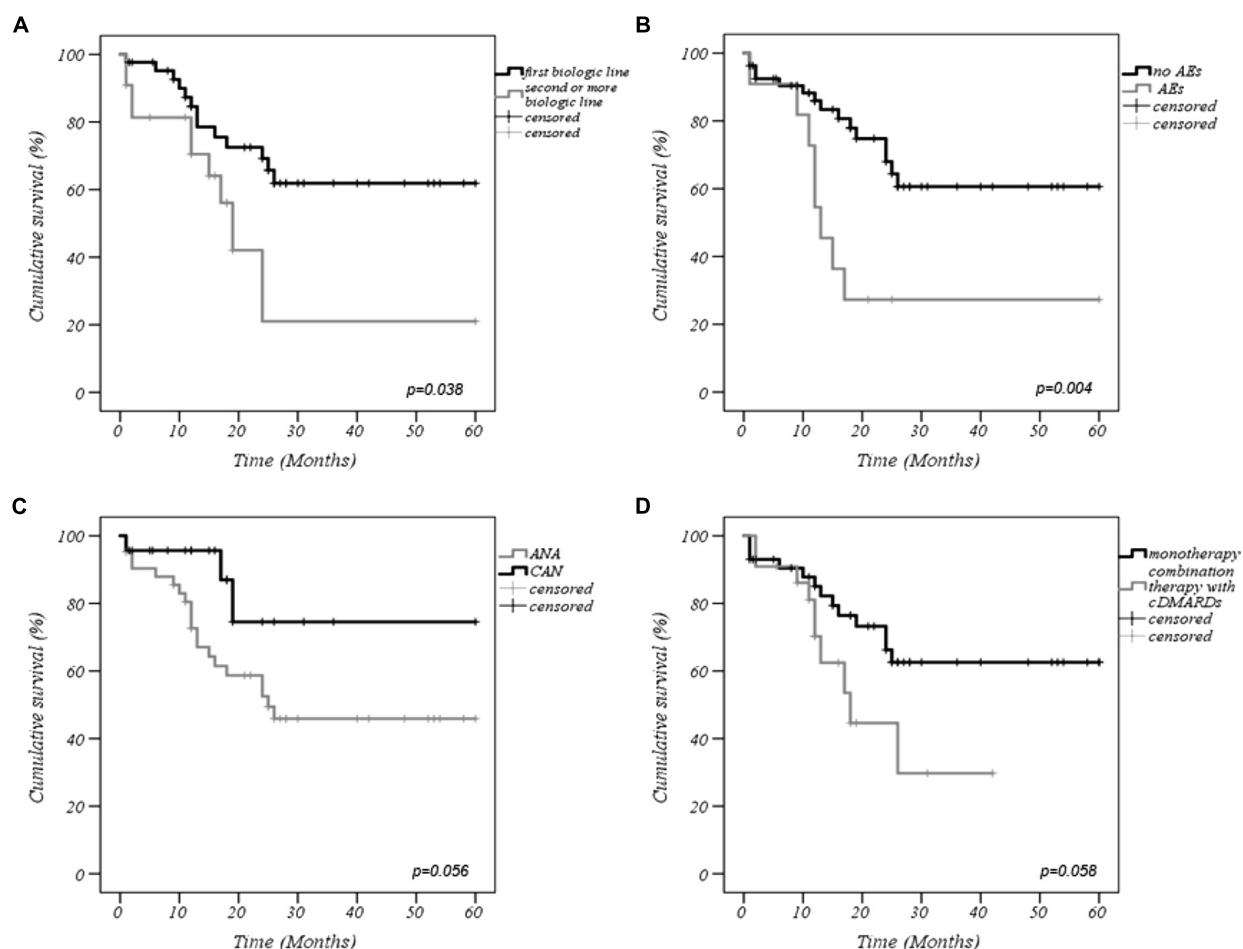 A
100
80
60
40
20
0
Cumulative survival (%)
0 10 20 30 40 50 60
Time (Months)
p=0.038
first biologic line
second or more
biologic line
censored
censored
B
100
80
60
40
20
0
Cumulative survival (%)
0 10 20 30 40 50 60
Time (Months)
p=0.004
no AEs
AEs
censored
censored
C
100
80
60
40
20
0
Cumulative survival (%)
0 10 20 30 40 50 60
Time (Months)
p=0.056
ANA
CAN
censored
censored
D
100
80
60
40
20
0
Cumulative survival (%)
0 10 20 30 40 50 60
Time (Months)
p=0.058
monotherapy
combination
therapy with
cDMARDs
censored
censored